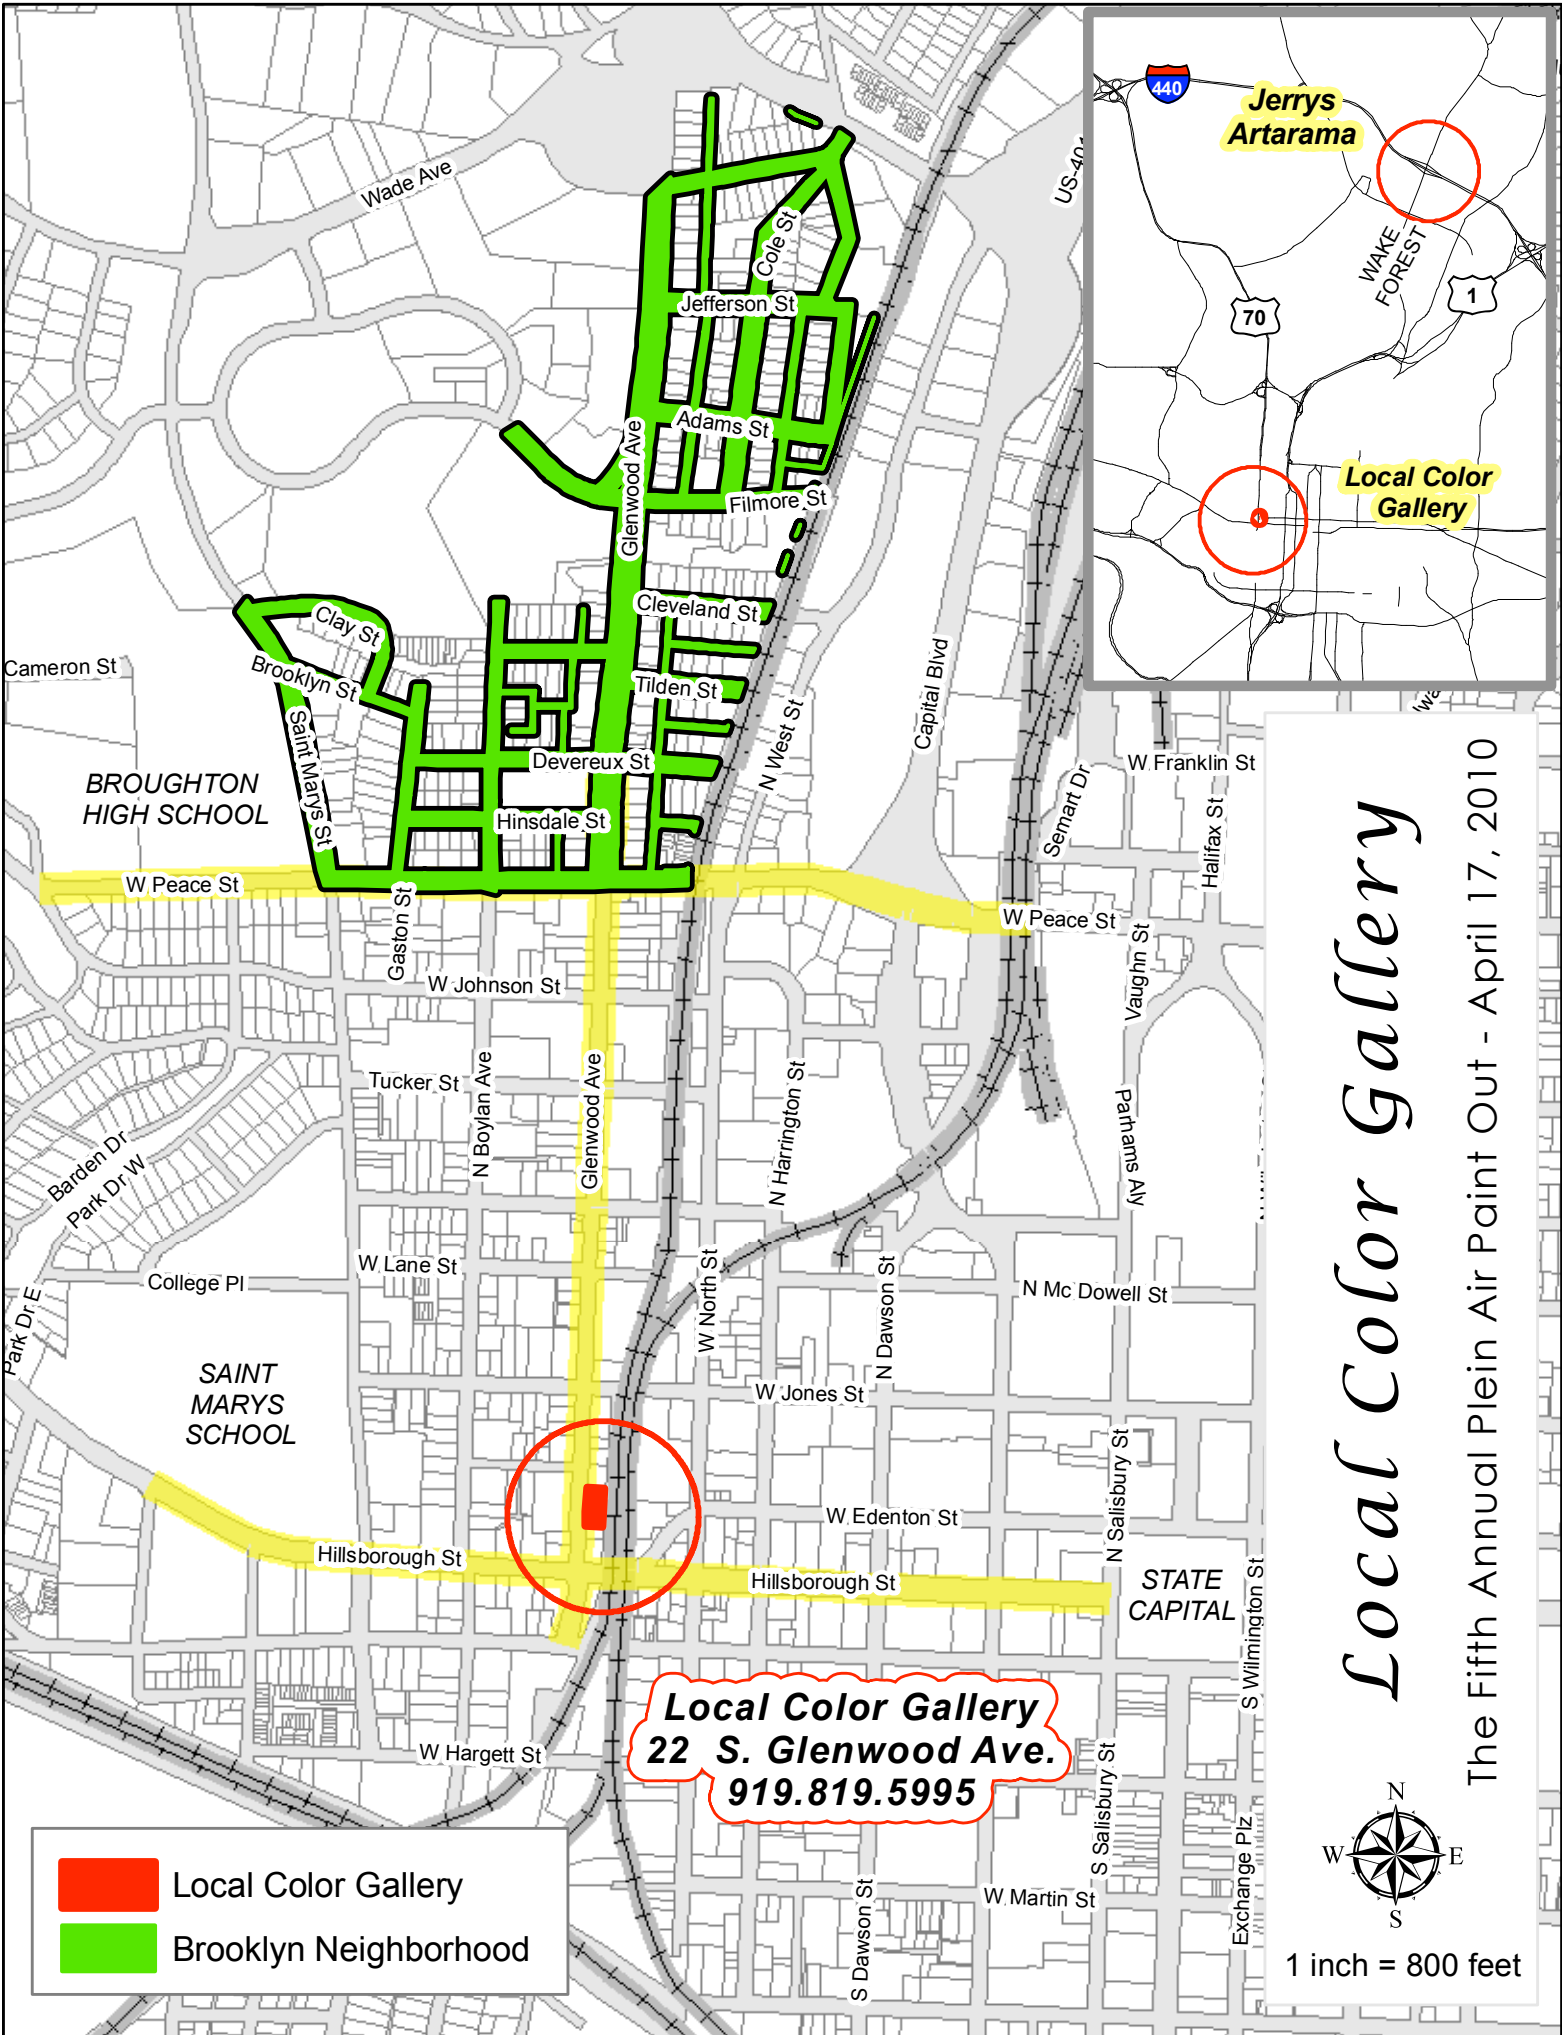 440
Jerrys
Artarama
WAKE
FOREST
1
70
Local Color
Gallery
US-401
Wade Ave
Cole St
Jefferson St
Adams St
Glenwood Ave
Filmore St
Cleveland St
Clay St
Brooklyn St
Cameron St
Tilden St
Saint Marys St
N West St
Capital Blvd
Devereux St
W Franklin St
BROUGHTON
HIGH SCHOOL
Hinsdale St
Semart Dr
Halifax St
W Peace St
W Peace St
Gaston St
Vaughn St
W Johnson St
Tucker St
N Boylan Ave
Glenwood Ave
N Harrington St
Parhams Aly
Barden Dr
Park Dr W
W Lane St
College Pl
W North St
N Dawson St
N Mc Dowell St
Park Dr E
SAINT
MARYS
SCHOOL
W Jones St
N Salisbury St
W Edenton St
Hillsborough St
Hillsborough St
STATE
CAPITAL
S Wilmington St
Local Color Gallery
22 S. Glenwood Ave.
919.819.5995
W Hargett St
S Salisbury St
Exchange Plz
W Martin St
S Dawson St
Local Color Gallery
Brooklyn Neighborhood
Local Color Gallery
The Fifth Annual Plein Air Paint Out - April 17, 2010
N
W
E
S
1 inch = 800 feet